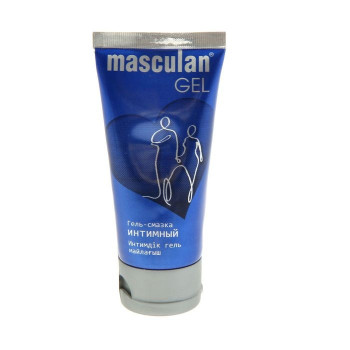 masculan®
GEL
Гель-смазка
ИНТИМНЫЙ
Интимдік гель
майлағыш